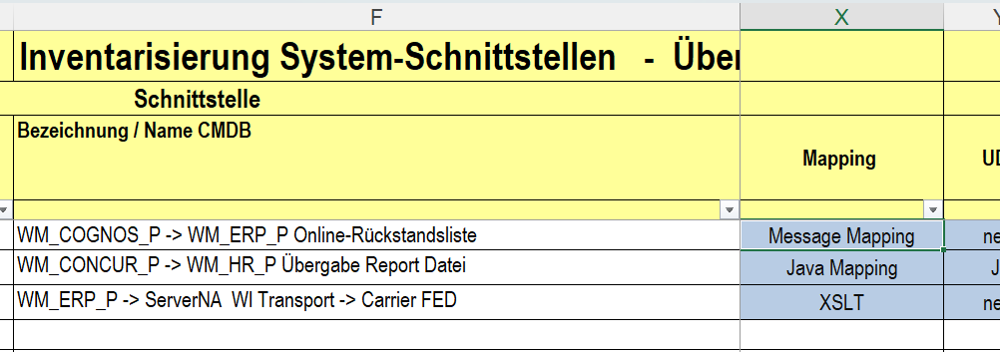 F X Y
Inventarisierung System-Schnittstellen - Über
Schnittstelle
Bezeichnung / Name CMDB
Mapping UD
WM_COGNOS_P -> WM_ERP_P Online-Rückstandsliste Message Mapping ne
WM_CONCUR_P -> WM_HR_P Übergabe Report Datei Java Mapping J
WM_ERP_P -> ServerNA WI Transport -> Carrier FED XSLT ne